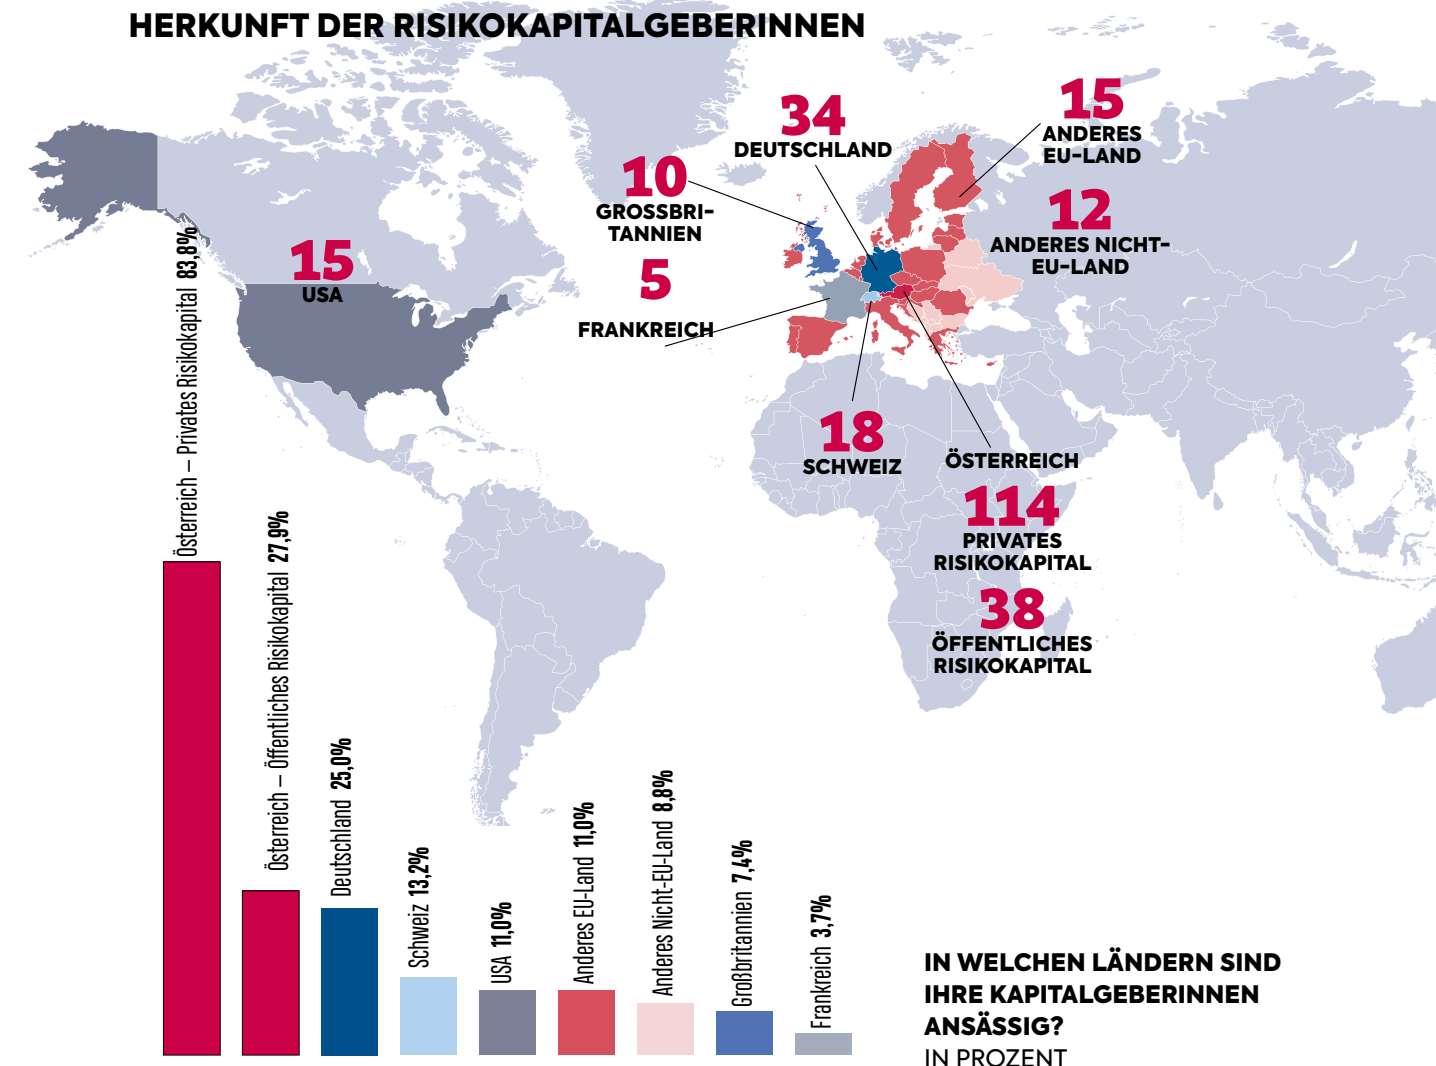 HERKUNFT DER RISIKOKAPITALGEBERINNEN
15
USA
10
GROSSBRI-
TANNIEN
5
FRANKREICH
34
DEUTSCHLAND
15
ANDERES
EU-LAND
12
ANDERES NICHT-
EU-LAND
18
SCHWEIZ
ÖSTERREICH
114
PRIVATES
RISIKOKAPITAL
38
ÖFFENTLICHES
RISIKOKAPITAL
Österreich – Privates Risikokapital 83,8%
Österreich – Öffentliches Risikokapital 27,9%
Deutschland 25,0%
Schweiz 13,2%
USA 11,0%
Anderes EU-Land 11,0%
Anderes Nicht-EU-Land 8,8%
Großbritannien 7,4%
Frankreich 3,7%
IN WELCHEN LÄNDERN SIND
IHRE KAPITALGEBERINNEN
ANSÄSSIG?
IN PROZENT